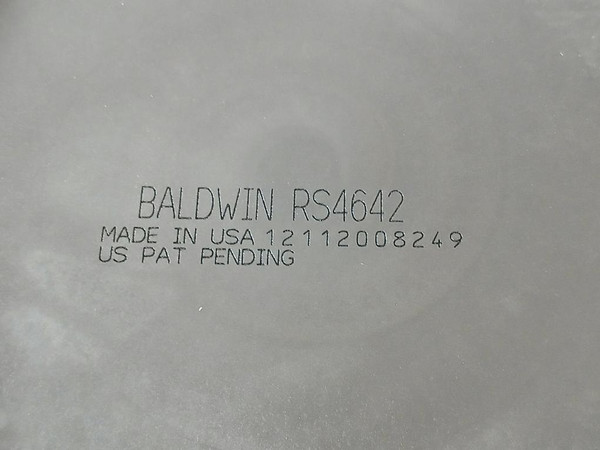 BALDWIN RS4642
MADE IN USA 12112008249
US PAT PENDING